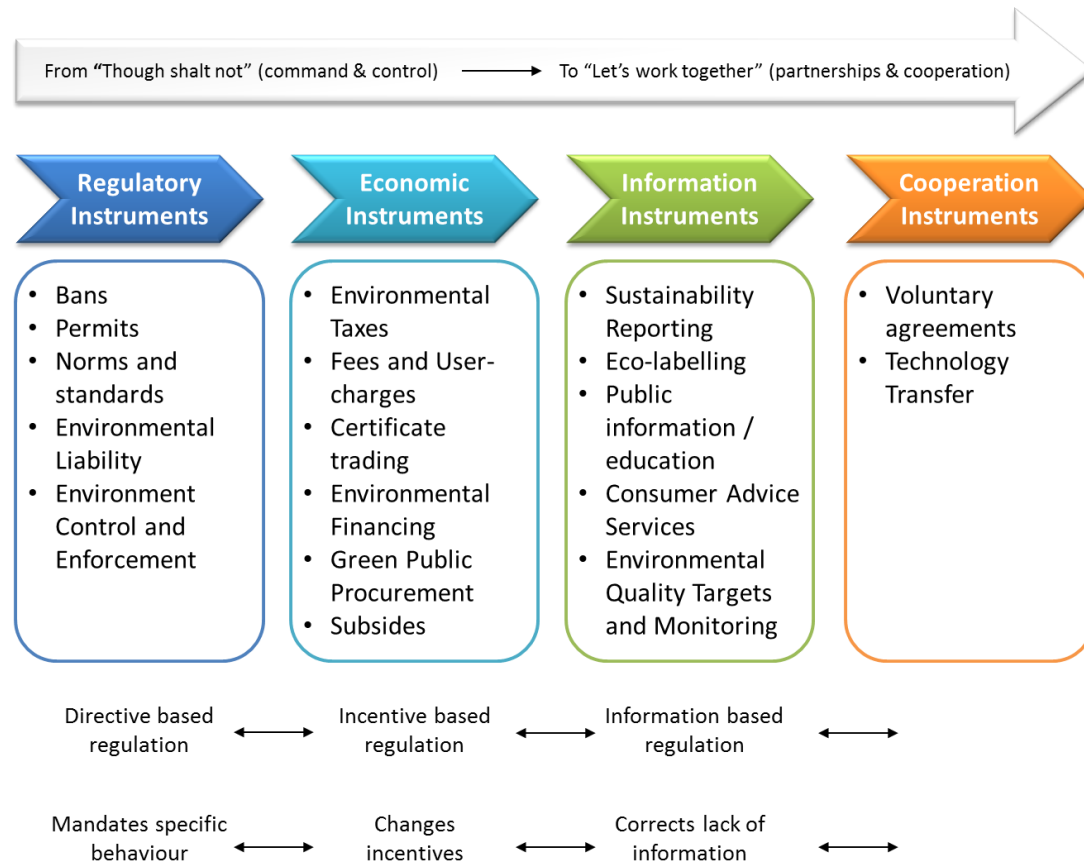 From “Though shalt not” (command & control) To “Let’s work together” (partnerships & cooperation)
Regulatory
Instruments
• Bans
• Permits
• Norms and
standards
• Environmental
Liability
• Environment
Control and
Enforcement
Economic
Instruments
• Environmental
Taxes
• Fees and User-
charges
• Certificate
trading
• Environmental
Financing
• Green Public
Procurement
• Subsides
Information
Instruments
• Sustainability
Reporting
• Eco-labelling
• Public
information /
education
• Consumer Advice
Services
• Environmental
Quality Targets
and Monitoring
Cooperation
Instruments
• Voluntary
agreements
• Technology
Transfer
Directive based
regulation
Incentive based
regulation
Information based
regulation
Mandates specific
behaviour
Changes
incentives
Corrects lack of
information